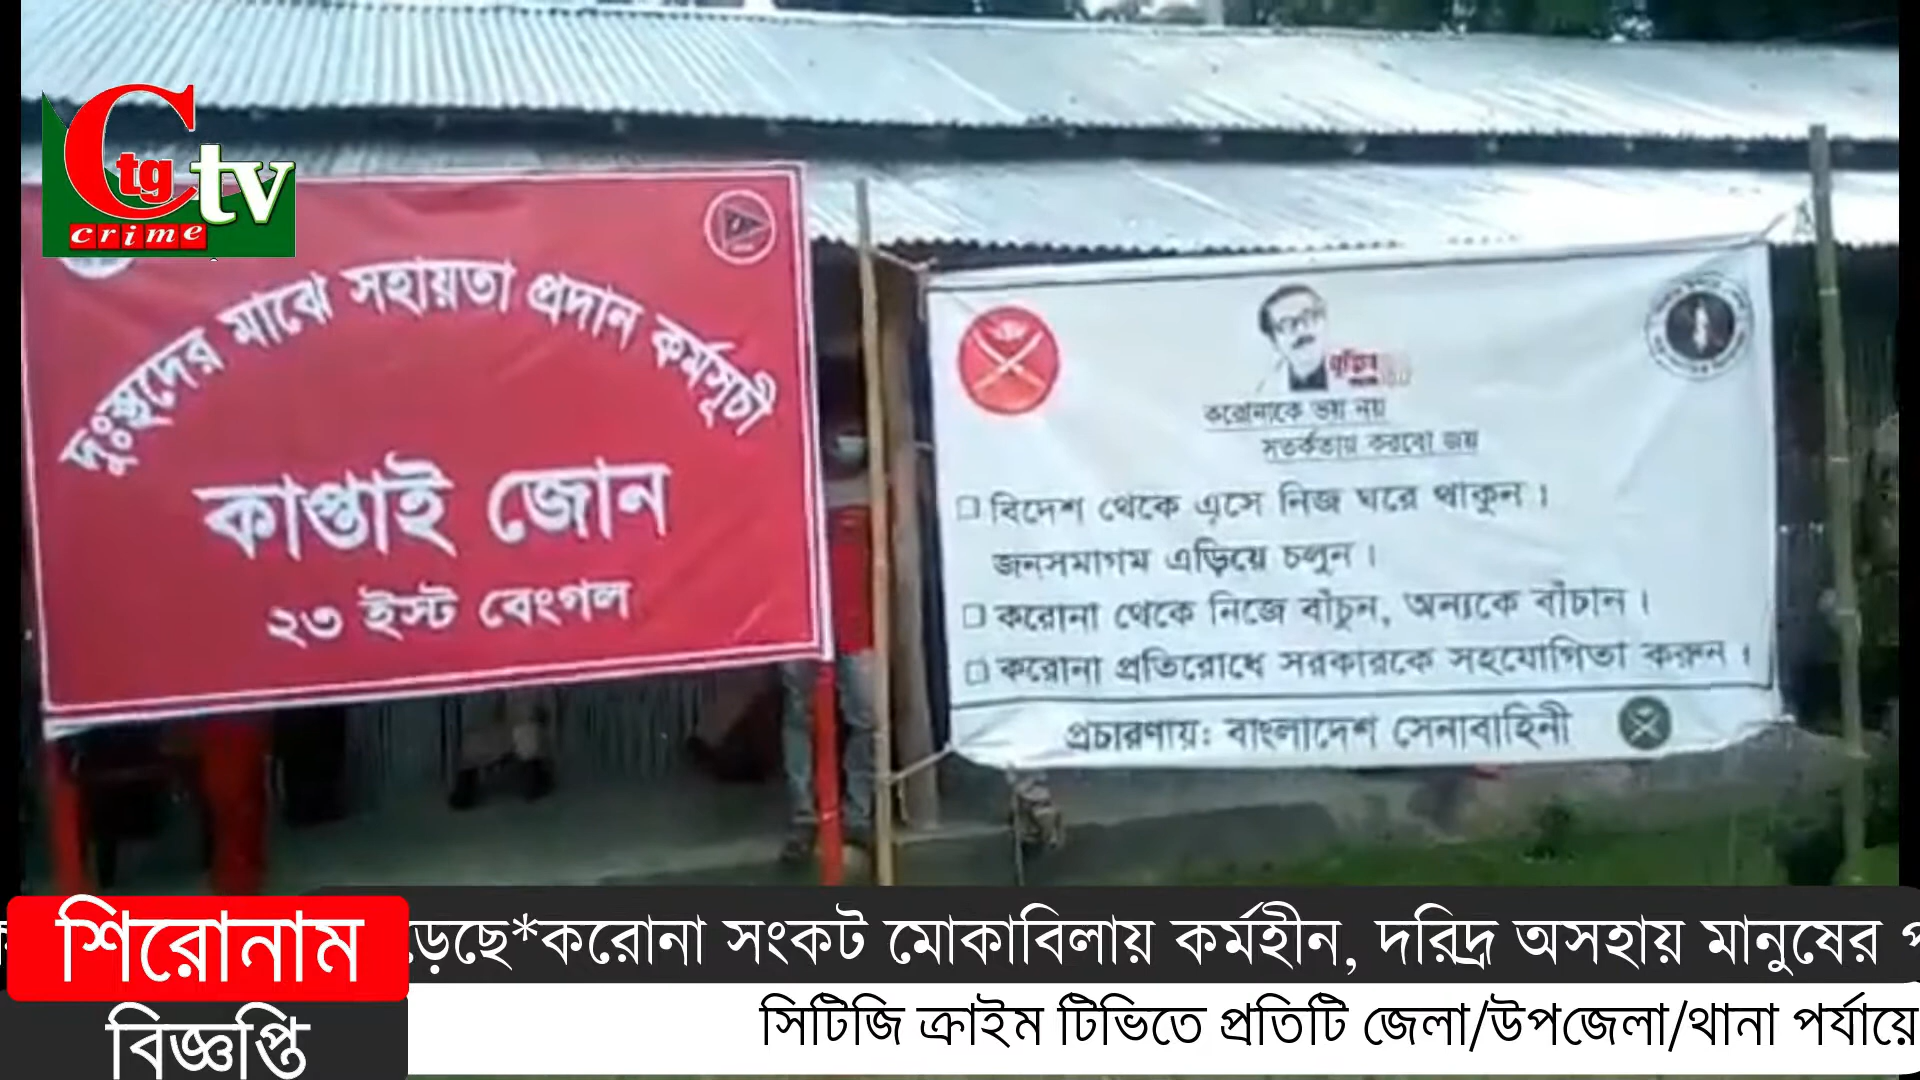 Ctg tv
crime
দুঃস্থদের মাঝে সহায়তা প্রদান কর্মসূচী
কাপ্তাই জোন
২৩ ইস্ট বেংগল
করোনাকে ভয় নয়
সতর্কতায় করবো জয়
বিদেশ থেকে এসে নিজ ঘরে থাকুন।
জনসমাগম এড়িয়ে চলুন।
করোনা থেকে নিজে বাঁচুন, অন্যকে বাঁচান।
করোনা প্রতিরোধে সরকারকে সহযোগিতা করুন।
প্রচারণায়: বাংলাদেশ সেনাবাহিনী
শিরোনাম
ড়েছে*করোনা সংকট মোকাবিলায় কর্মহীন, দরিদ্র অসহায় মানুষের
বিজ্ঞপ্তি
সিটিজি ক্রাইম টিভিতে প্রতিটি জেলা/উপজেলা/থানা পর্যায়ে